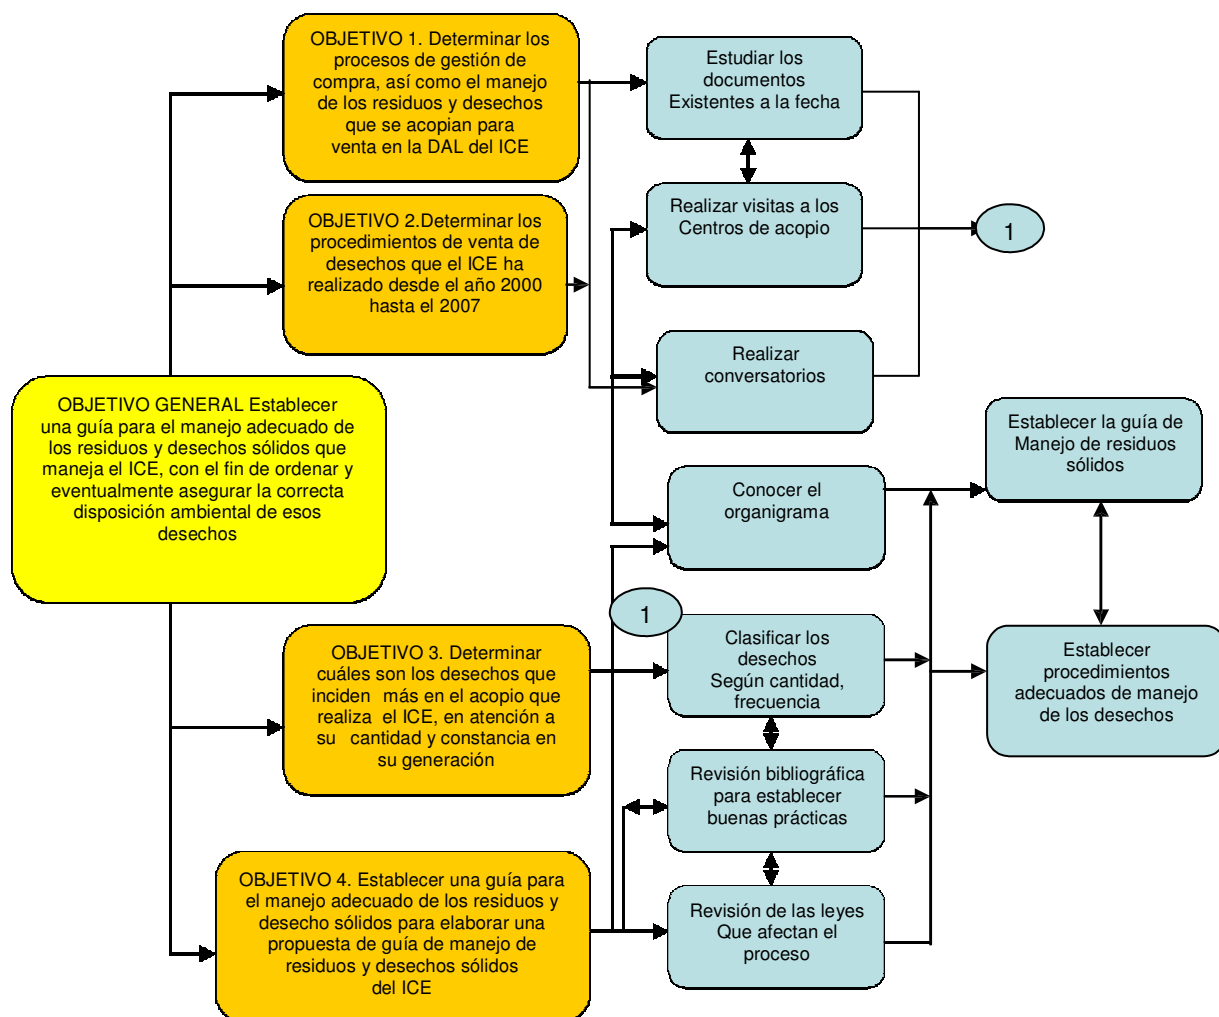 OBJETIVO 1. Determinar los
procesos de gestión de
compra, así como el manejo
de los residuos y desechos
que se acopian para
venta en la DAL del ICE
Estudiar los
documentos
Existentes a la fecha
OBJETIVO 2.Determinar los
procedimientos de venta de
desechos que el ICE ha
realizado desde el año 2000
hasta el 2007
Realizar visitas a los
Centros de acopio
1
Realizar
conversatorios
OBJETIVO GENERAL Establecer
una guía para el manejo adecuado de
los residuos y desechos sólidos que
maneja el ICE, con el fin de ordenar y
eventualmente asegurar la correcta
disposición ambiental de esos
desechos
Establecer la guía de
Manejo de residuos
sólidos
Conocer el
organigrama
1
OBJETIVO 3. Determinar
cuáles son los desechos que
inciden más en el acopio que
realiza el ICE, en atención a
su cantidad y constancia en
su generación
Clasificar los
desechos
Según cantidad,
frecuencia
Establecer
procedimientos
adecuados de manejo
de los desechos
Revisión bibliográfica
para establecer
buenas prácticas
OBJETIVO 4. Establecer una guía para
el manejo adecuado de los residuos y
desecho sólidos para elaborar una
propuesta de guía de manejo de
residuos y desechos sólidos
del ICE
Revisión de las leyes
Que afectan el
proceso